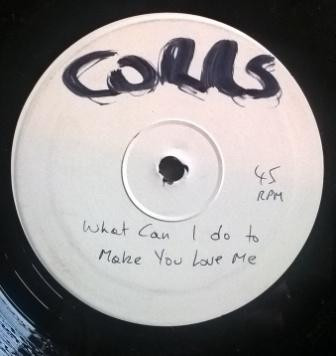 CORRS
45
RPM
What Can I do to
Make You Love Me